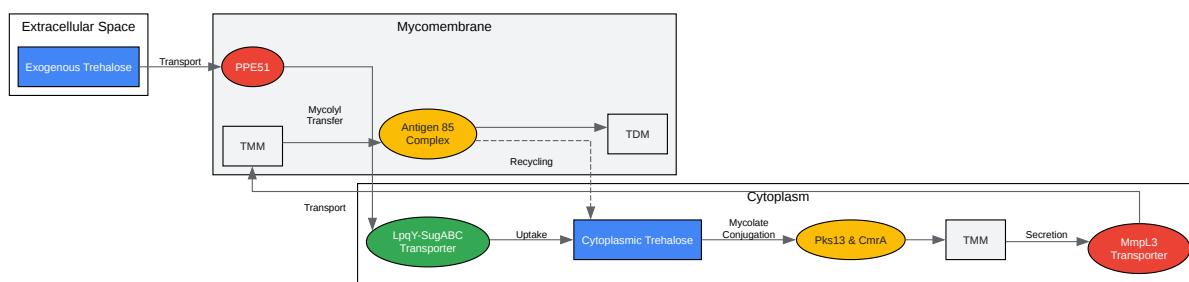 Extracellular Space
Exogenous Trehalose
Transport
Mycomembrane
PPE51
Mycolyl
Transfer
TMM
Antigen 85
Complex
TDM
Recycling
Transport
Cytoplasm
LpqY-SugABC
Transporter
Uptake
Cytoplasmic Trehalose
Mycolate
Conjugation
Pks13 & CmrA
TMM
Secretion
MmpL3
Transporter